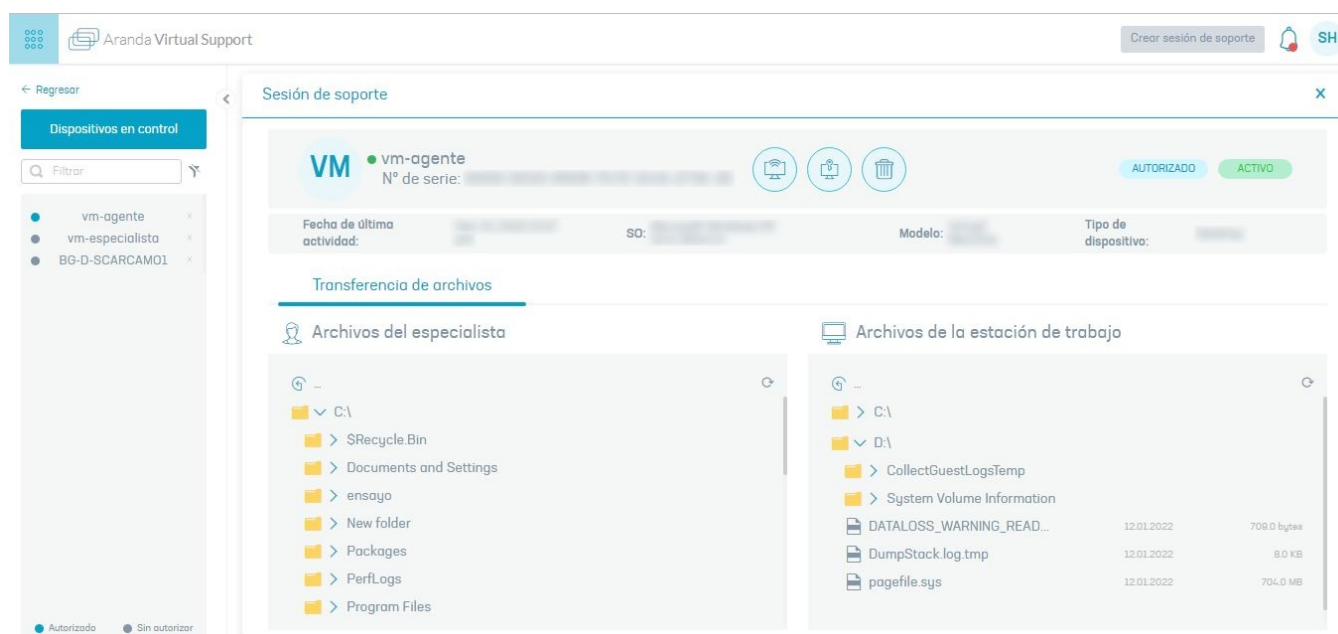 Aranda Virtual Support
Crear sesión de soporte
SH
← Regresar
Dispositivos en control
Filtrar
vm-agente ×
vm-especialista ×
BG-D-SCARCAM01 ×
Autorizado Sin autorizar
Sesión de soporte X
VM
vm-agente
N° de serie:
AUTORIZADO ACTIVO
Fecha de última
actividad:
SO:
Modelo:
Tipo de
dispositivo:
Transferencia de archivos
Archivos del especialista
...
C:\
$Recycle.Bin
Documents and Settings
ensayo
New folder
Packages
PerfLogs
Program Files
Archivos de la estación de trabajo
...
C:\
D:\
CollectGuestLogsTemp
System Volume Information
DATALOSS_WARNING_READ... 12.01.2022 709.0 bytes
DumpStack.log.tmp 12.01.2022 8.0 KB
pagefile.sys 12.01.2022 704.0 MB